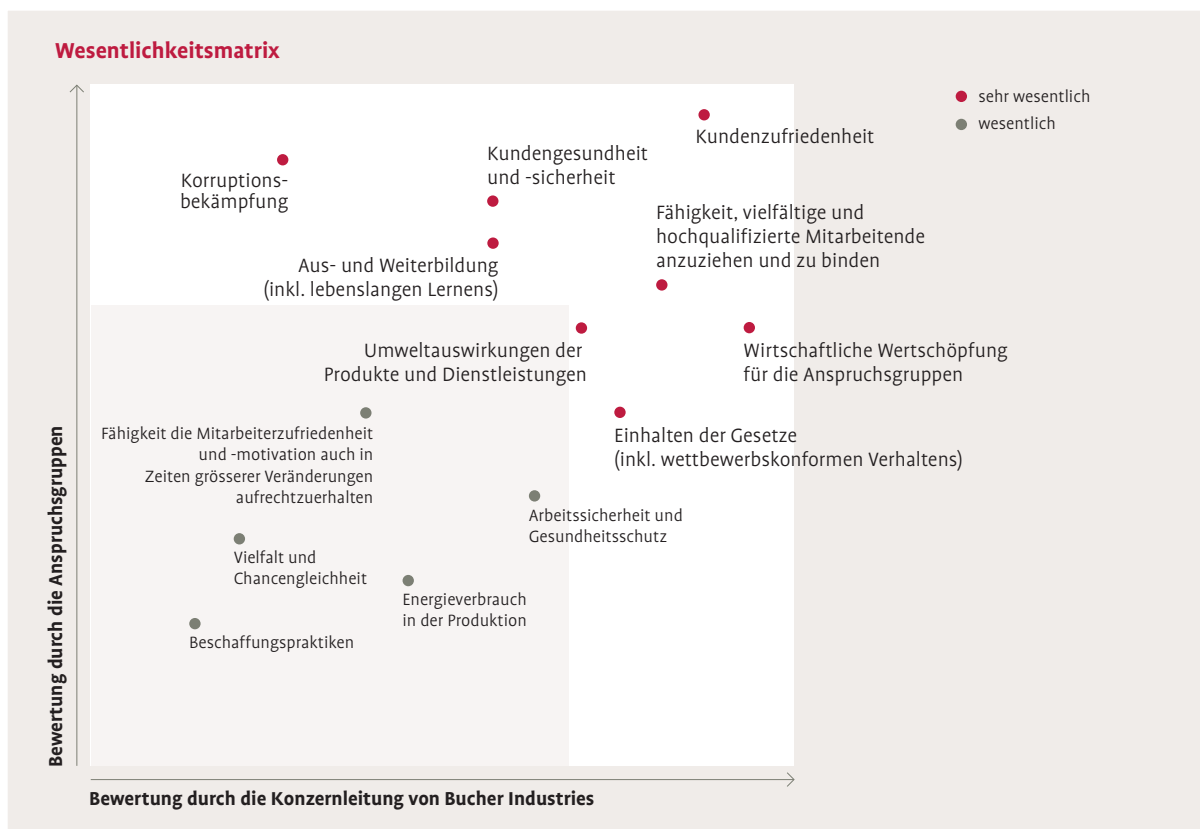 Wesentlichkeitsmatrix
sehr wesentlich
wesentlich
Kundenzufriedenheit
Kundengesundheit
und -sicherheit
Korruptions-
bekämpfung
Fähigkeit, vielfältige und
hochqualifizierte Mitarbeitende
anzuziehen und zu binden
Aus- und Weiterbildung
(inkl. lebenslangen Lernens)
Umweltauswirkungen der
Produkte und Dienstleistungen
Wirtschaftliche Wertschöpfung
für die Anspruchsgruppen
Fähigkeit die Mitarbeiterzufriedenheit
und -motivation auch in
Zeiten grösserer Veränderungen
aufrechtzuerhalten
Einhalten der Gesetze
(inkl. wettbewerbskonformen Verhaltens)
Arbeitssicherheit und
Gesundheitsschutz
Vielfalt und
Chancengleichheit
Energieverbrauch
in der Produktion
Beschaffungspraktiken
Bewertung durch die Anspruchsgruppen
Bewertung durch die Konzernleitung von Bucher Industries